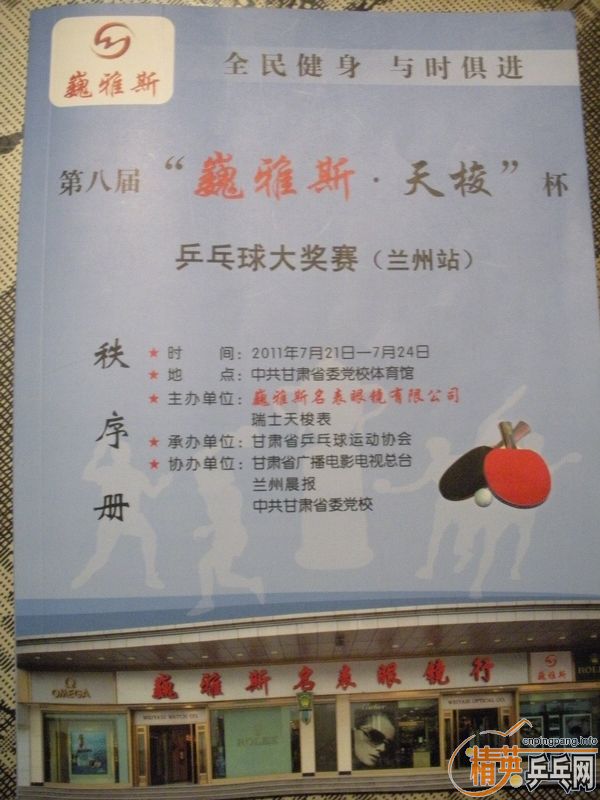 巍雅斯
全民健身 与时俱进
第八届 “巍雅斯·天梭” 杯
乒乓球大奖赛（兰州站）
秩序册
★ 时 间：2011年7月21日—7月24日
★ 地 点：中共甘肃省委党校体育馆
★ 主办单位：巍雅斯名表眼镜有限公司
瑞士天梭表
★ 承办单位：甘肃省乒乓球运动协会
★ 协办单位：甘肃省广播电影电视总台
兰州晨报
中共甘肃省委党校
巍雅斯名表眼镜行
巍雅斯
OMEGA
WEIYASI WATCH CO.
WEIYASI OPTICAL CO.
ROLEX
Cartier
cnpingpang.info
精英乒乓网